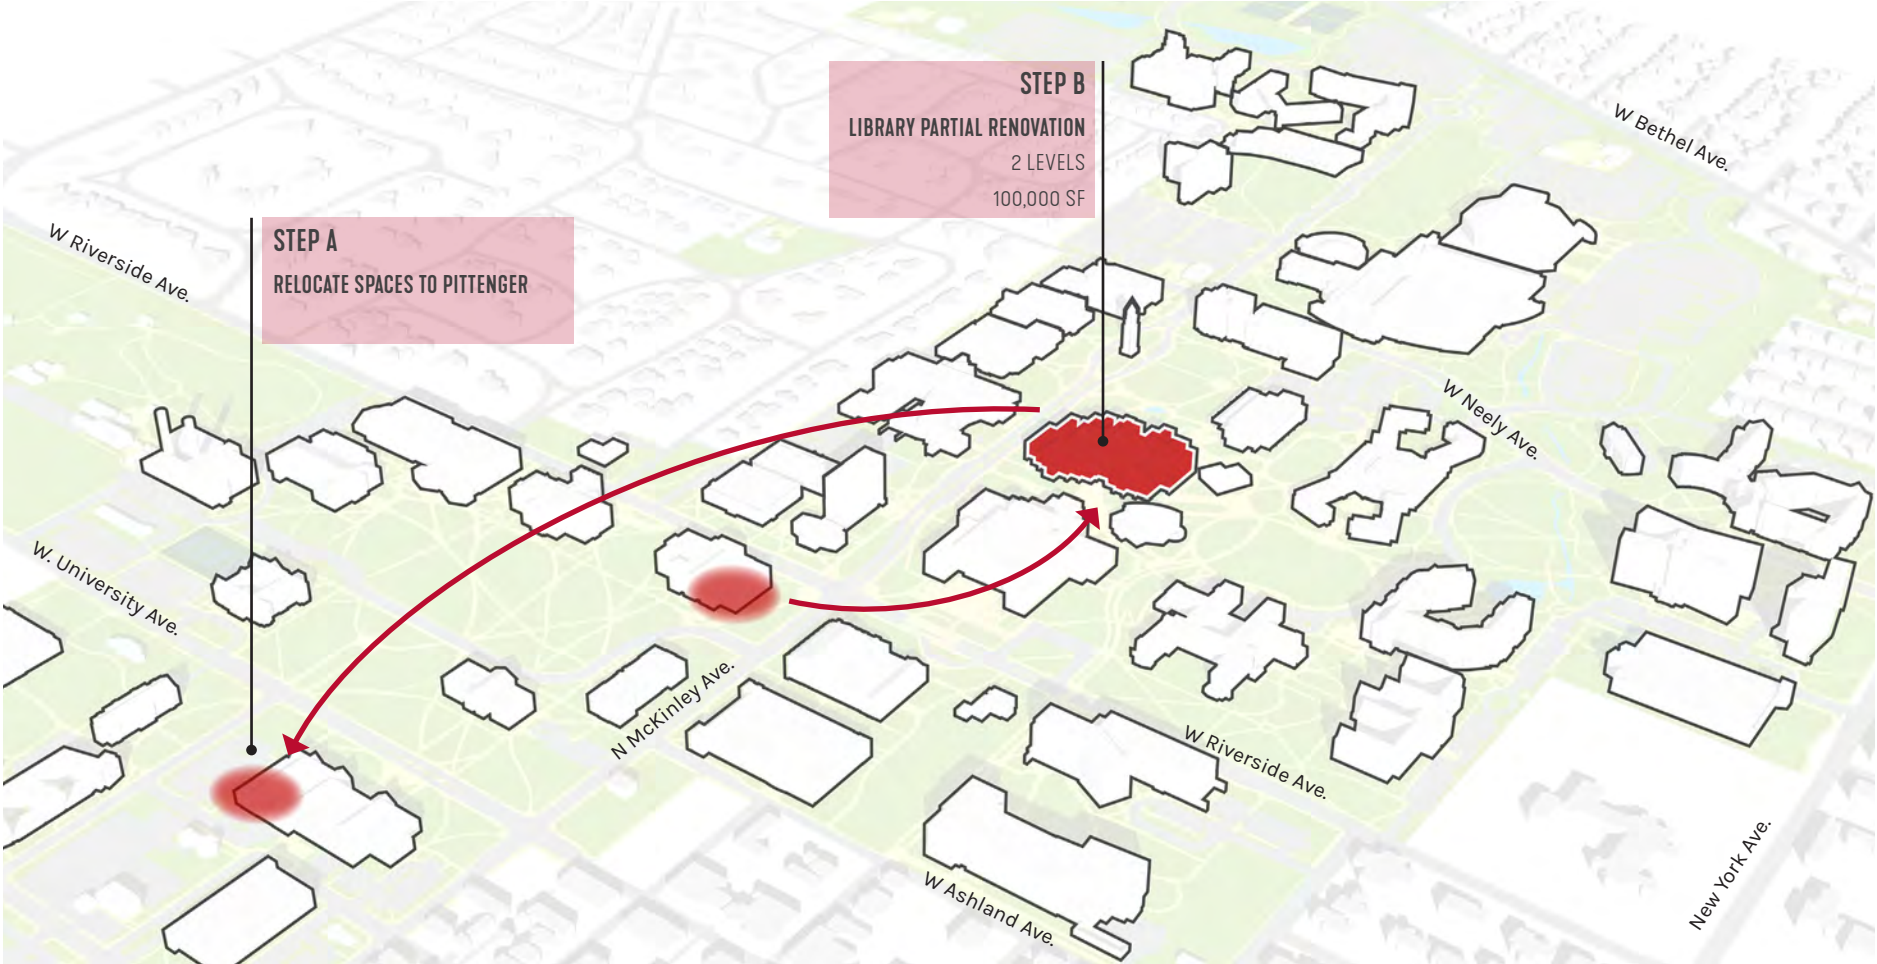 STEP B
LIBRARY PARTIAL RENOVATION
2 LEVELS
100,000 SF
W Bethel Ave.
STEP A
RELOCATE SPACES TO PITTENGER
W Riverside Ave.
W Neely Ave.
W. University Ave.
N McKinley Ave.
W Riverside Ave.
W Ashland Ave.
New York Ave.